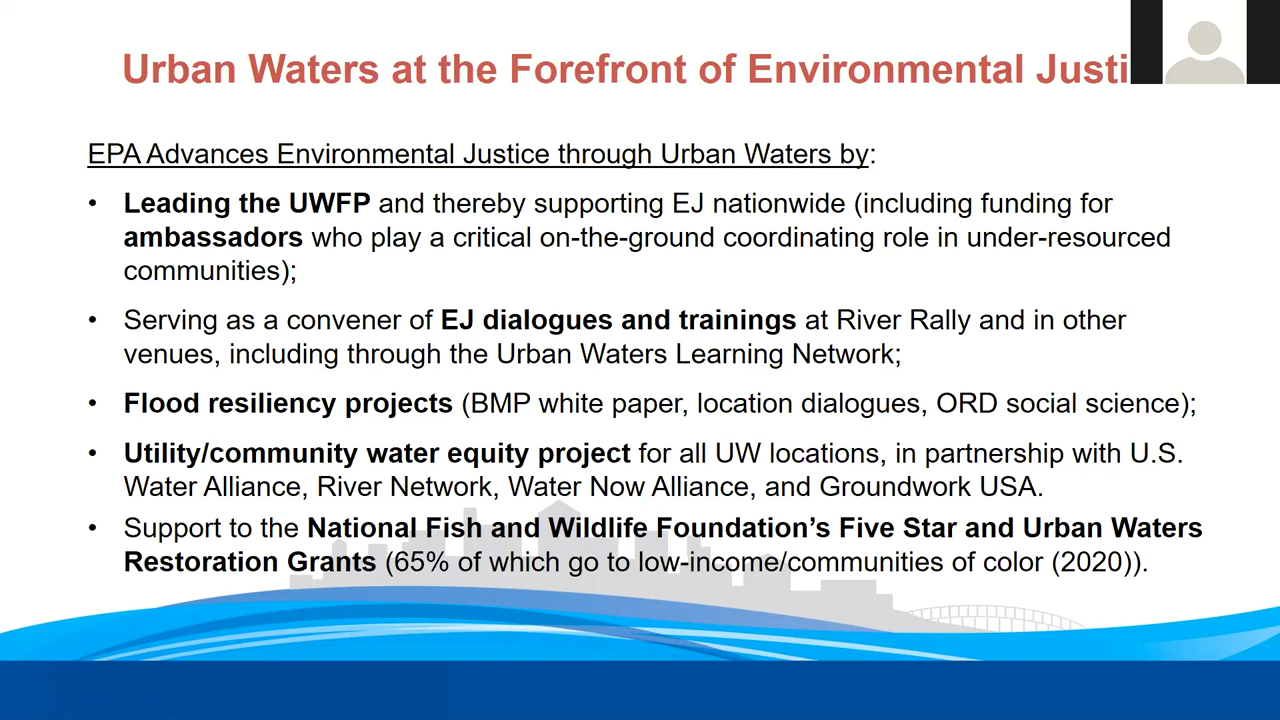 Urban Waters at the Forefront of Environmental Justi
EPA Advances Environmental Justice through Urban Waters by:
• Leading the UWFP and thereby supporting EJ nationwide (including funding for
ambassadors who play a critical on-the-ground coordinating role in under-resourced
communities);
• Serving as a convener of EJ dialogues and trainings at River Rally and in other
venues, including through the Urban Waters Learning Network;
• Flood resiliency projects (BMP white paper, location dialogues, ORD social science);
• Utility/community water equity project for all UW locations, in partnership with U.S.
Water Alliance, River Network, Water Now Alliance, and Groundwork USA.
• Support to the National Fish and Wildlife Foundation’s Five Star and Urban Waters
Restoration Grants (65% of which go to low-income/communities of color (2020)).